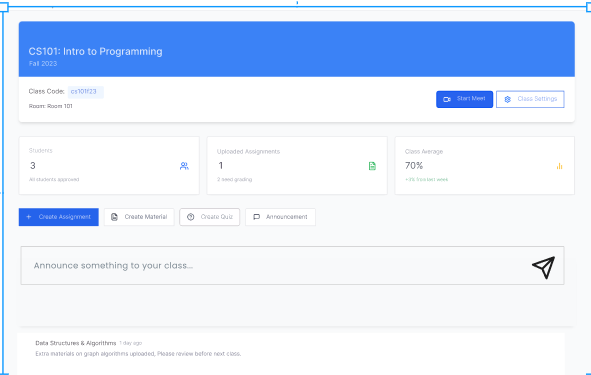 CS101: Intro to Programming
Fall 2023
Class Code: cs101f23
Start Meet
Class Settings
Room: Room 101
Students
Uploaded Assignments
Class Average
3
1
70%
All students approved
2 need grading
+3% from last week
Create Assignment
Create Material
Create Quiz
Announcement
Announce something to your class...
Data Structures & Algorithms 1 day ago
Extra materials on graph algorithms uploaded, Please review before next class.